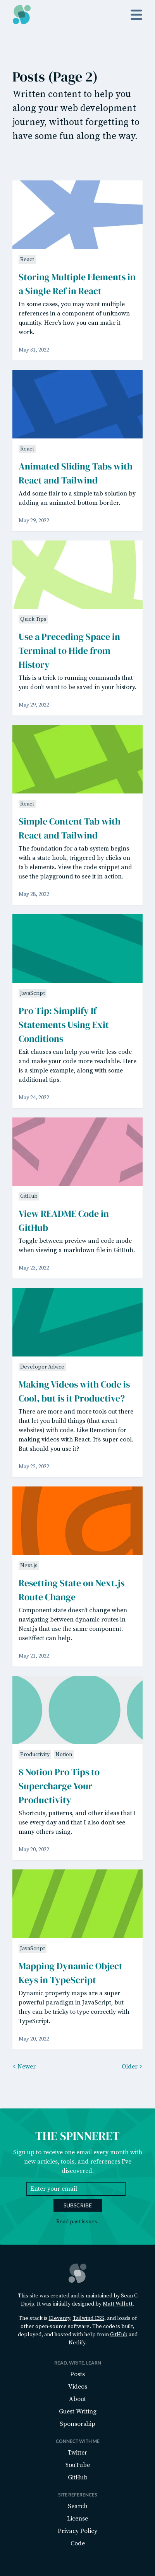 Posts (Page 2)
Written content to help you
along your web development
journey, without forgetting to
have some fun along the way.
React
Storing Multiple Elements in
a Single Ref in React
In some cases, you may want multiple
references in a component of unknown
quantity. Here's how you can make it
work.
May 31, 2022
React
Animated Sliding Tabs with
React and Tailwind
Add some flair to a simple tab solution by
adding an animated bottom border.
May 29, 2022
Quick Tips
Use a Preceding Space in
Terminal to Hide from
History
This is a trick to running commands that
you don't want to be saved in your history.
May 29, 2022
React
Simple Content Tab with
React and Tailwind
The foundation for a tab system begins
with a state hook, triggered by clicks on
tab elements. View the code snippet and
use the playground to see it in action.
May 28, 2022
JavaScript
Pro Tip: Simplify If
Statements Using Exit
Conditions
Exit clauses can help you write less code
and make your code more readable. Here
is a simple example, along with some
additional tips.
May 24, 2022
GitHub
View README Code in
GitHub
Toggle between preview and code mode
when viewing a markdown file in GitHub.
May 23, 2022
Developer Advice
Making Videos with Code is
Cool, but is it Productive?
There are more and more tools out there
that let you build things (that aren't
websites) with code. Like Remotion for
making videos with React. It's super cool.
But should you use it?
May 22, 2022
Next.js
Resetting State on Next.js
Route Change
Component state doesn't change when
navigating between dynamic routes in
Next.js that use the same component.
useEffect can help.
May 21, 2022
Productivity Notion
8 Notion Pro Tips to
Supercharge Your
Productivity
Shortcuts, patterns, and other ideas that I
use every day and that I also don't see
many others using.
May 20, 2022
JavaScript
Mapping Dynamic Object
Keys in TypeScript
Dynamic property maps are a super
powerful paradigm in JavaScript, but
they can be tricky to type correctly with
TypeScript.
May 20, 2022
< Newer Older >
THE SPINNERET
Sign up to receive one email every month with
new articles, tools, and references I've
discovered.
Enter your email
SUBSCRIBE
Read past issues.
This site was created and is maintained by Sean C
Davis. It was initially designed by Matt Willett.
The stack is Eleventy, Tailwind CSS, and loads of
other open source software. The code is built,
deployed, and hosted with help from GitHub and
Netlify.
READ, WRITE, LEARN
Posts
Videos
About
Guest Writing
Sponsorship
CONNECT WITH ME
Twitter
YouTube
GitHub
SITE REFERENCES
Search
License
Privacy Policy
Code